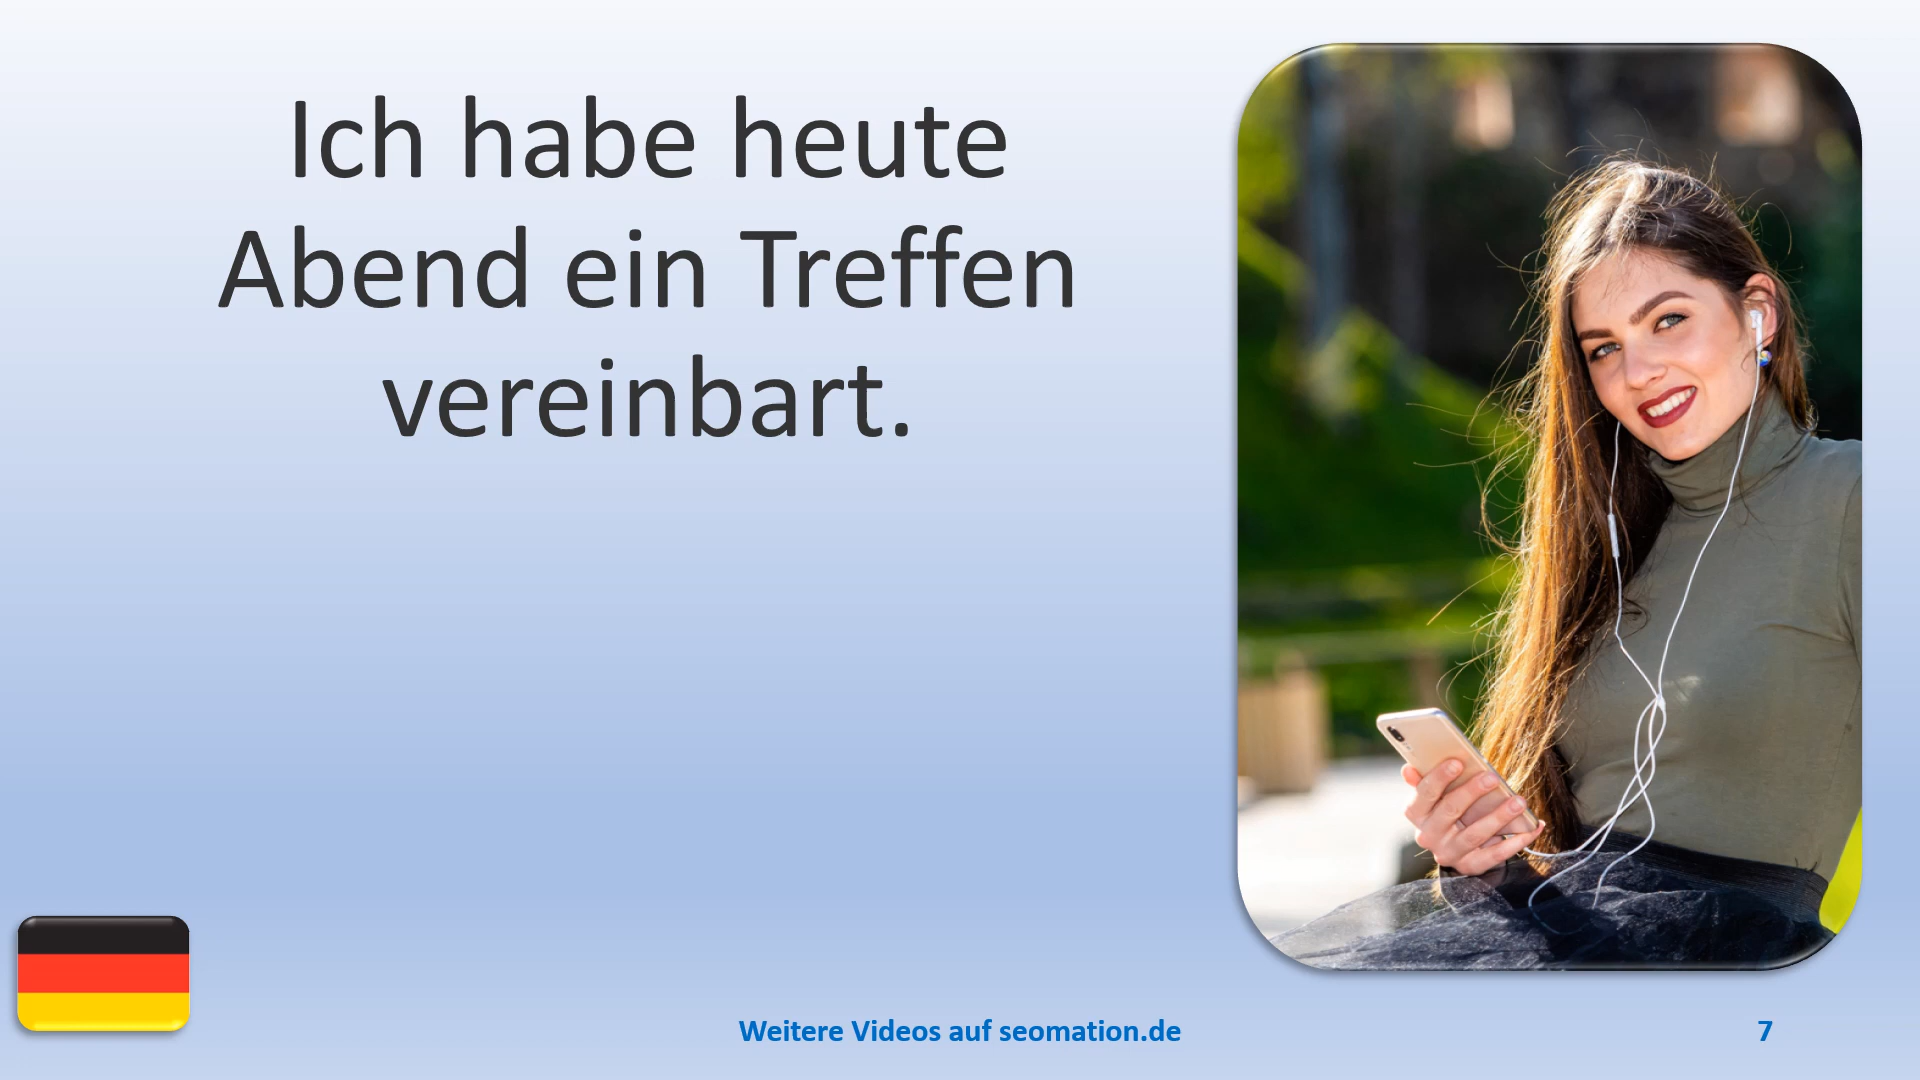 Ich habe heute
Abend ein Treffen
vereinbart.
Weitere Videos auf seomation.de
7